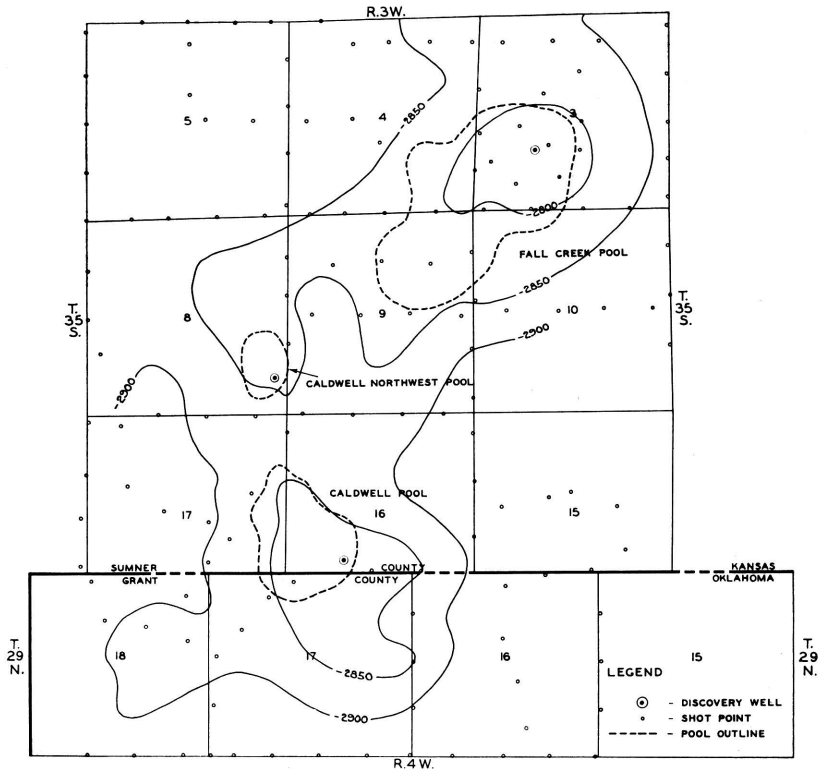 R.3W.
5
4
3
-2850
-2800
FALL CREEK POOL
T.
35
S.
8
9
10
T.
35
S.
-2850
-2900
-2900
CALDWELL NORTHWEST POOL
CALDWELL POOL
17
16
15
SUMNER
COUNTY
KANSAS
GRANT
COUNTY
OKLAHOMA
T.
29
N.
18
17
16
15
T.
29
N.
-2850
-2900
LEGEND
- DISCOVERY WELL
- SHOT POINT
- POOL OUTLINE
R.4W.